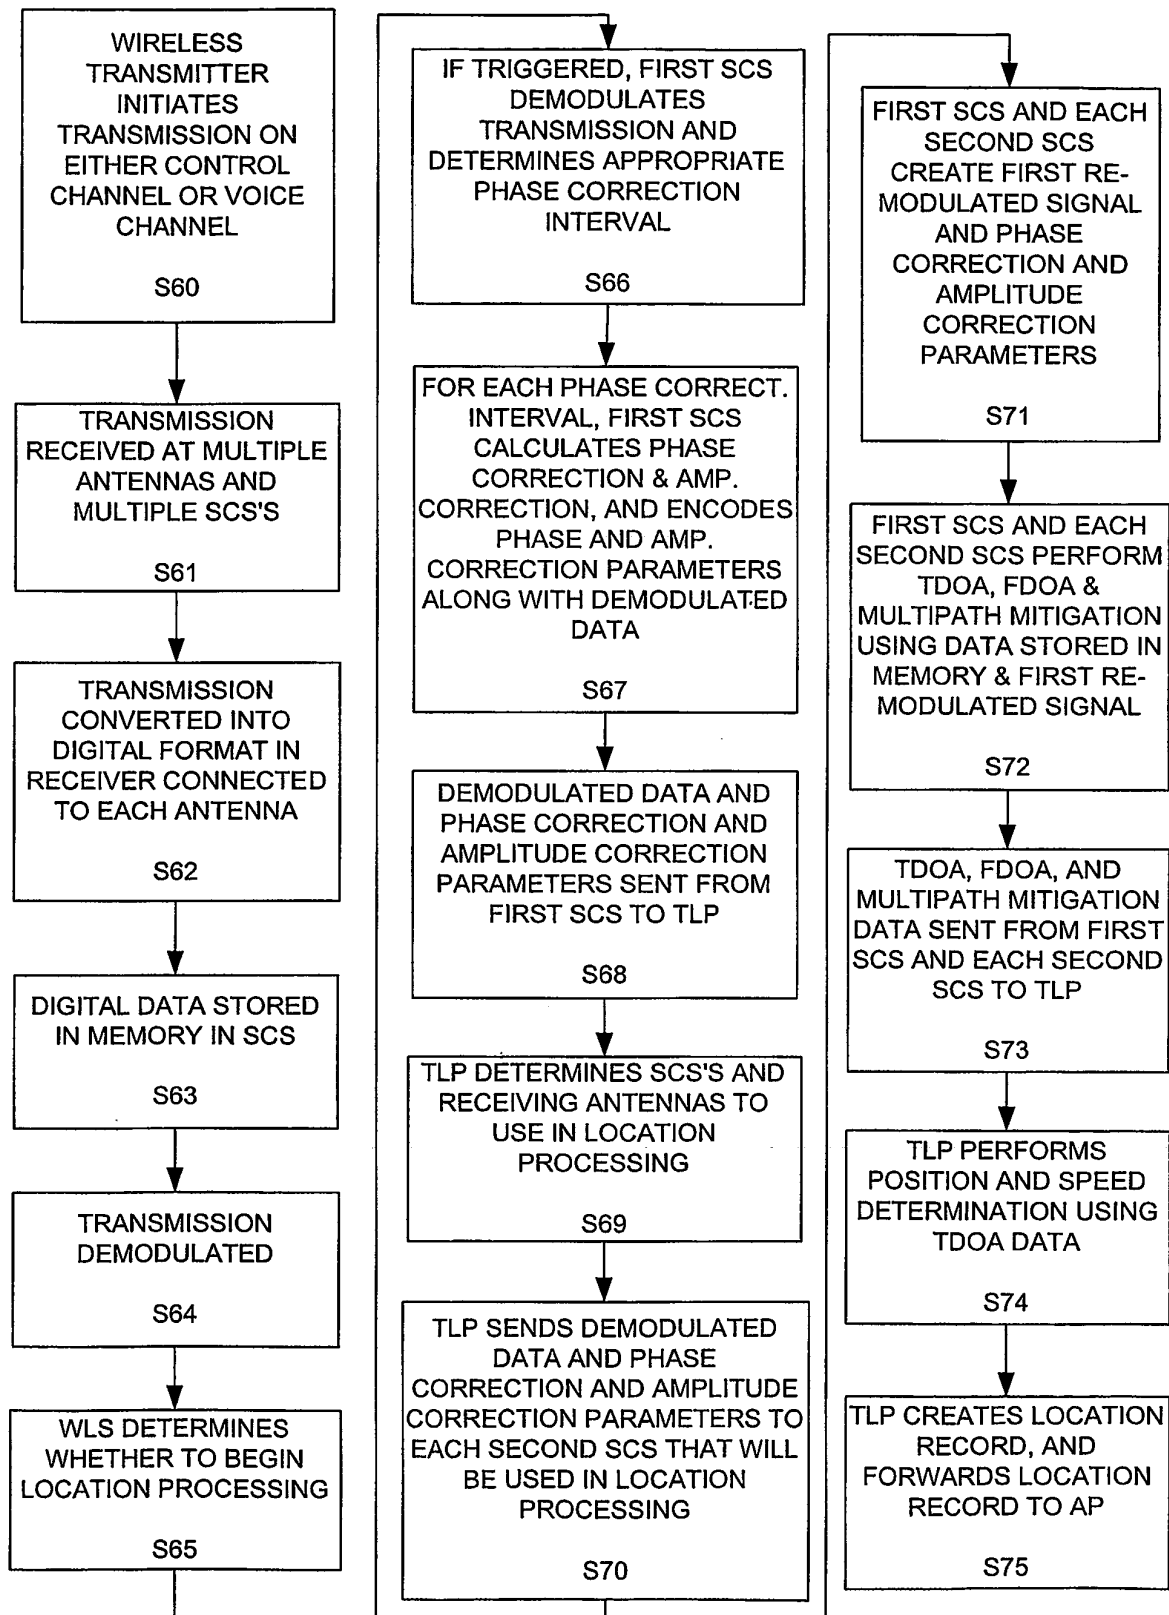 WIRELESS
TRANSMITTER
INITIATES
TRANSMISSION ON
EITHER CONTROL
CHANNEL OR VOICE
CHANNEL
S60
TRANSMISSION
RECEIVED AT MULTIPLE
ANTENNAS AND
MULTIPLE SCS'S
S61
TRANSMISSION
CONVERTED INTO
DIGITAL FORMAT IN
RECEIVER CONNECTED
TO EACH ANTENNA
S62
DIGITAL DATA STORED
IN MEMORY IN SCS
S63
TRANSMISSION
DEMODULATED
S64
WLS DETERMINES
WHETHER TO BEGIN
LOCATION PROCESSING
S65
IF TRIGGERED, FIRST SCS
DEMODULATES
TRANSMISSION AND
DETERMINES APPROPRIATE
PHASE CORRECTION
INTERVAL
S66
FOR EACH PHASE CORRECT.
INTERVAL, FIRST SCS
CALCULATES PHASE
CORRECTION & AMP.
CORRECTION, AND ENCODES
PHASE AND AMP.
CORRECTION PARAMETERS
ALONG WITH DEMODULATED
DATA
S67
DEMODULATED DATA AND
PHASE CORRECTION AND
AMPLITUDE CORRECTION
PARAMETERS SENT FROM
FIRST SCS TO TLP
S68
TLP DETERMINES SCS'S AND
RECEIVING ANTENNAS TO
USE IN LOCATION
PROCESSING
S69
TLP SENDS DEMODULATED
DATA AND PHASE
CORRECTION AND AMPLITUDE
CORRECTION PARAMETERS TO
EACH SECOND SCS THAT WILL
BE USED IN LOCATION
PROCESSING
S70
FIRST SCS AND EACH
SECOND SCS
CREATE FIRST RE-
MODULATED SIGNAL
AND PHASE
CORRECTION AND
AMPLITUDE
CORRECTION
PARAMETERS
S71
FIRST SCS AND EACH
SECOND SCS PERFORM
TDOA, FDOA &
MULTIPATH MITIGATION
USING DATA STORED IN
MEMORY & FIRST RE-
MODULATED SIGNAL
S72
TDOA, FDOA, AND
MULTIPATH MITIGATION
DATA SENT FROM FIRST
SCS AND EACH SECOND
SCS TO TLP
S73
TLP PERFORMS
POSITION AND SPEED
DETERMINATION USING
TDOA DATA
S74
TLP CREATES LOCATION
RECORD, AND
FORWARDS LOCATION
RECORD TO AP
S75